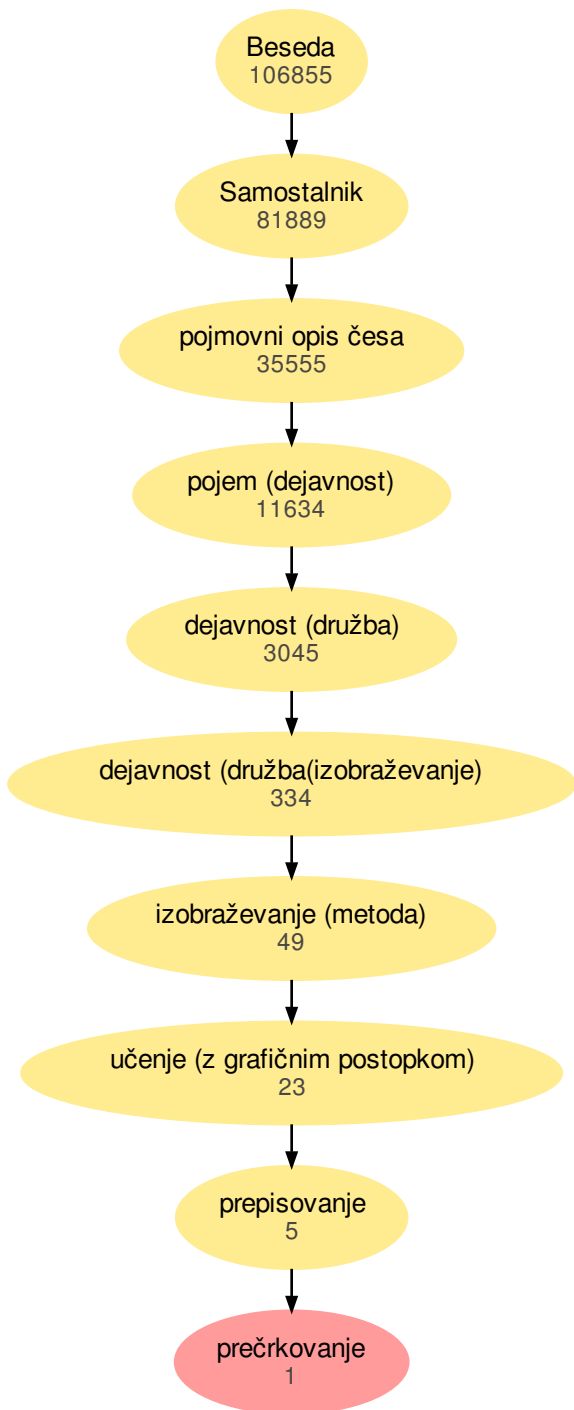 Beseda
106855
Samostalnik
81889
pojmovni opis česa
35555
pojem (dejavnost)
11634
dejavnost (družba)
3045
dejavnost (družba(izobraževanje)
334
izobraževanje (metoda)
49
učenje (z grafičnim postopkom)
23
prepisovanje
5
prečrkovanje
1